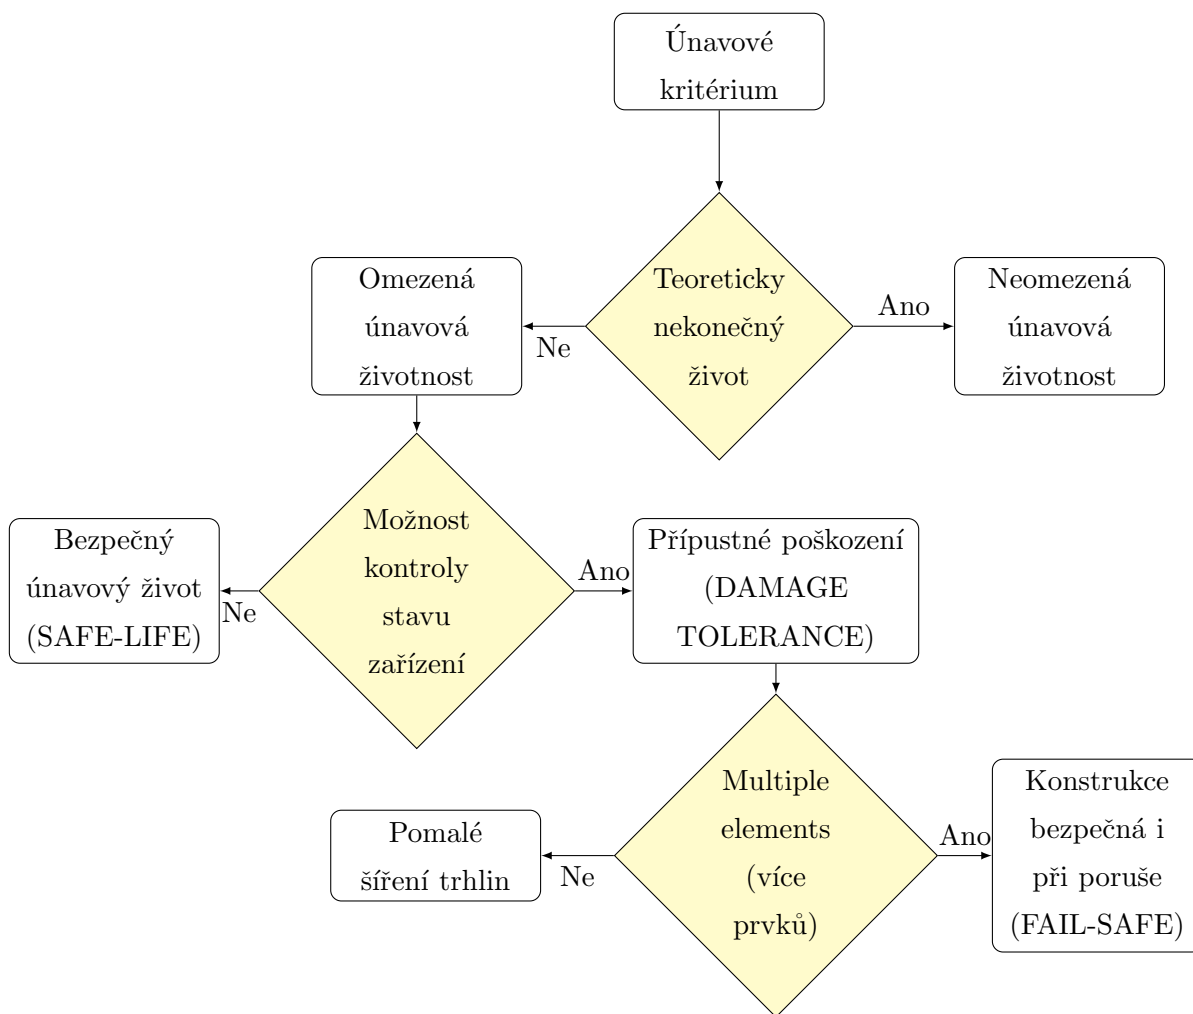 Únavové
kritérium
Teoreticky
nekonečný
život
Ano
Neomezená
únavová
životnost
Ne
Omezená
únavová
životnost
Možnost
kontroly
stavu
zařízení
Ne
Bezpečný
únavový život
(SAFE-LIFE)
Ano
Přípustné poškození
(DAMAGE
TOLERANCE)
Multiple
elements
(více
prvků)
Ne
Pomalé
šíření trhlin
Ano
Konstrukce
bezpečná i
při poruše
(FAIL-SAFE)